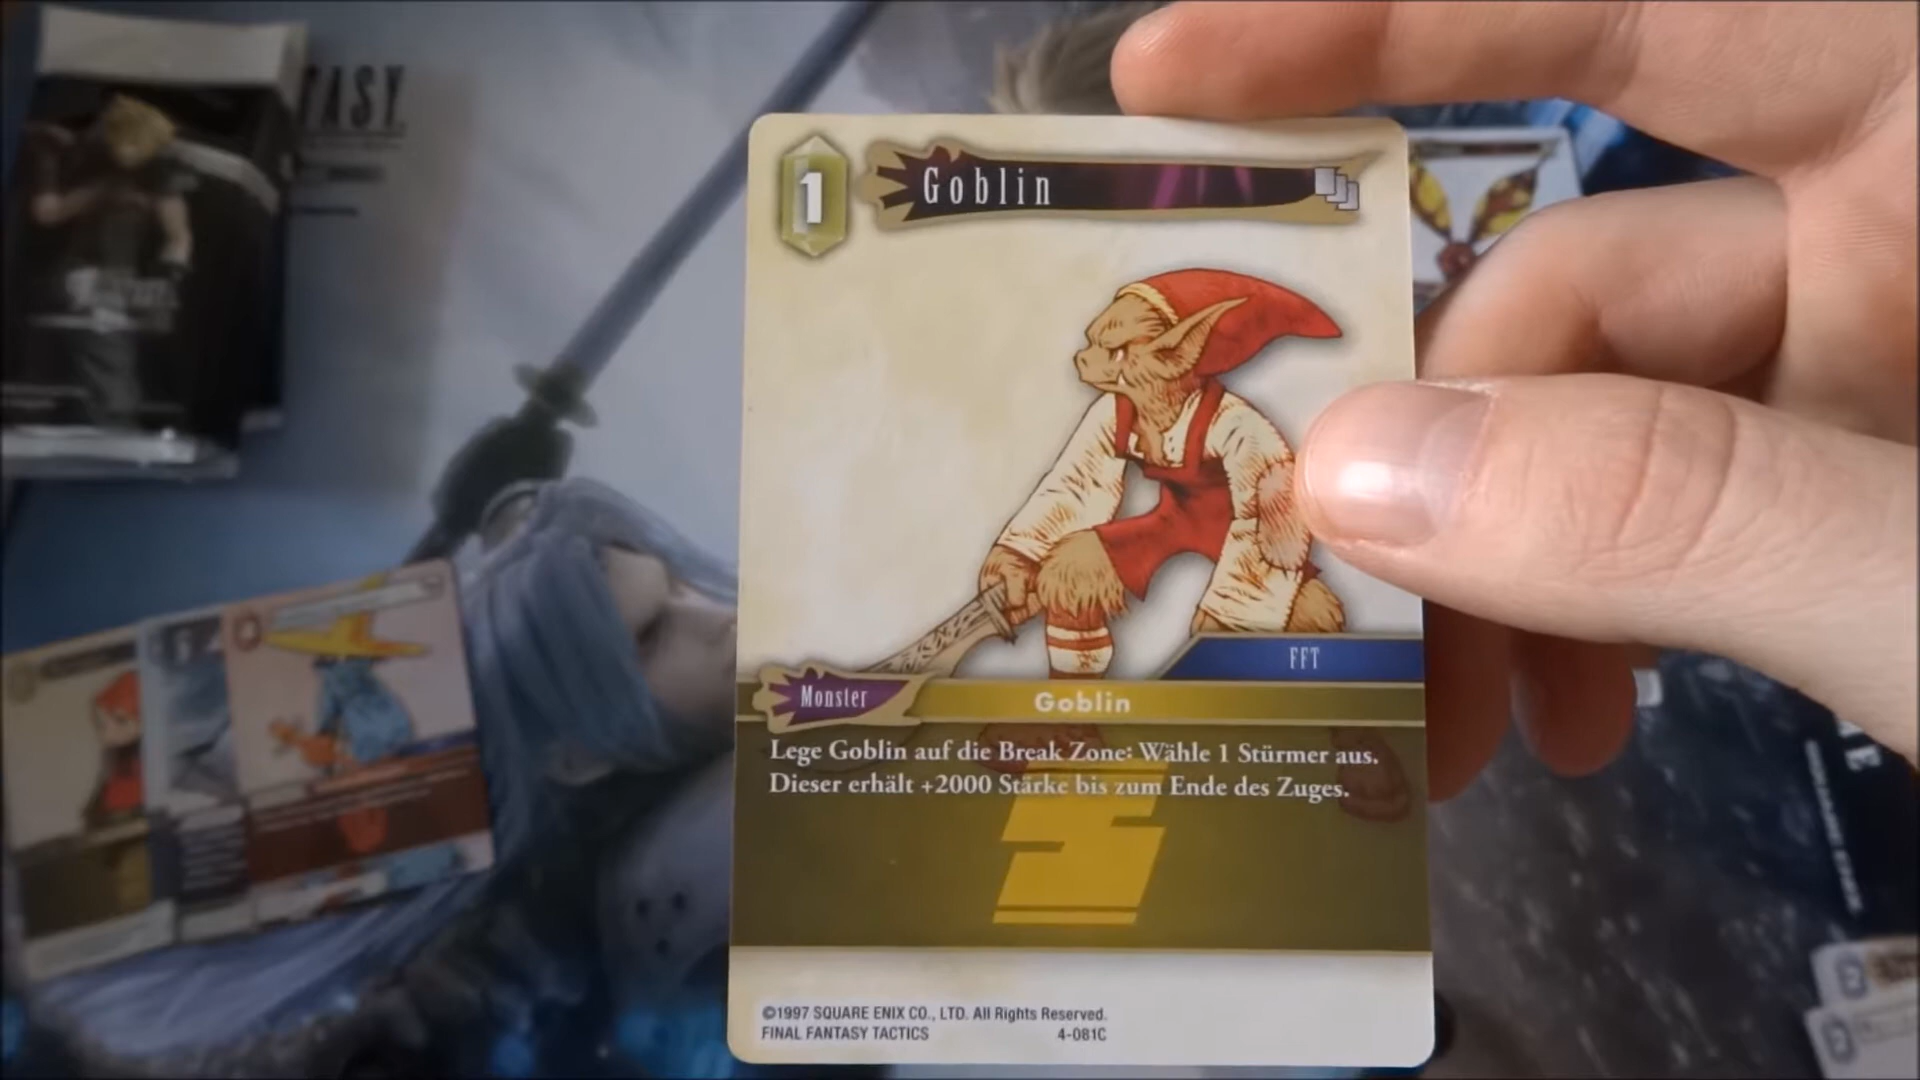 TASY
1
Goblin
FFT
Monster
Goblin
Lege Goblin auf die Break Zone: Wähle 1 Stürmer aus.
Dieser erhält +2000 Stärke bis zum Ende des Zuges.
©1997 SQUARE ENIX CO., LTD. All Rights Reserved.
FINAL FANTASY TACTICS 4-081C